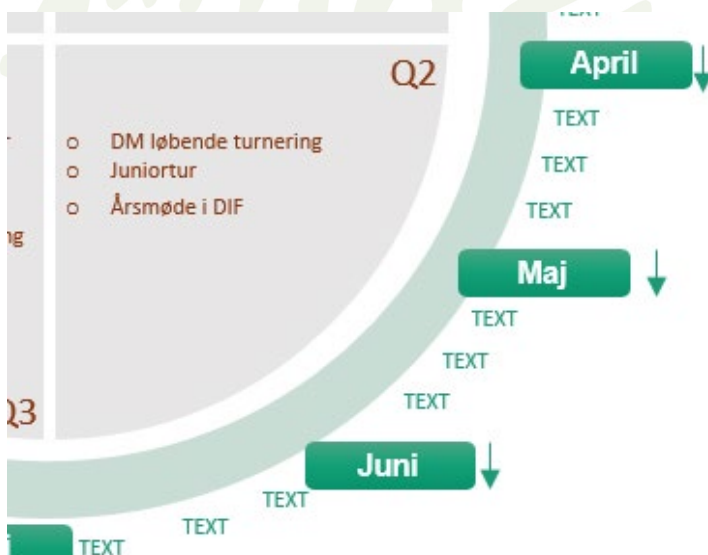 Q2
DM løbende turnering
Juniortur
Årsmøde i DIF
Q3
April
TEXT
TEXT
TEXT
Maj
TEXT
TEXT
TEXT
Juni
TEXT
TEXT
TEXT